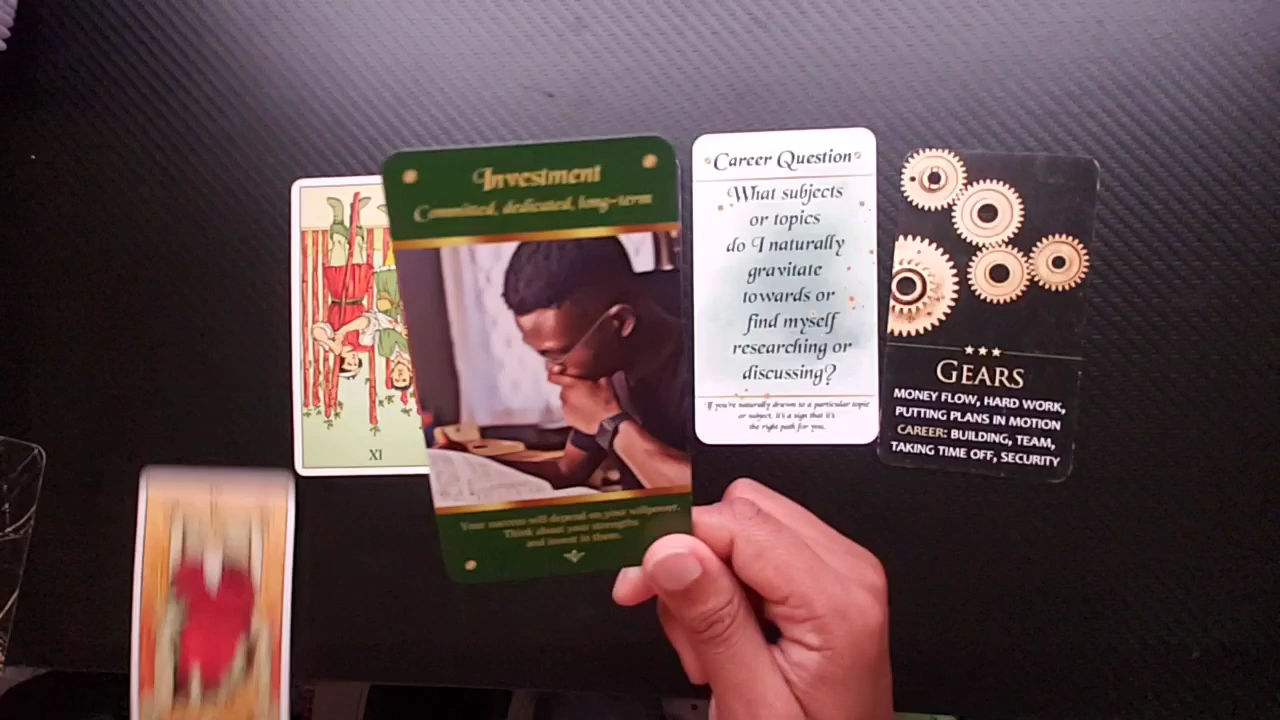 Investment
Committed, dedicated, long-term
Your success will depend on your willpower.
Think about your strengths
and invest in them.
Career Question
What subjects
or topics
do I naturally
gravitate
towards or
find myself
researching or
discussing?
If you're naturally drawn to a particular topic
or subject, it's a sign that it's
the right path for you.
GEARS
MONEY FLOW, HARD WORK,
PUTTING PLANS IN MOTION
CAREER: BUILDING, TEAM,
TAKING TIME OFF, SECURITY
XI